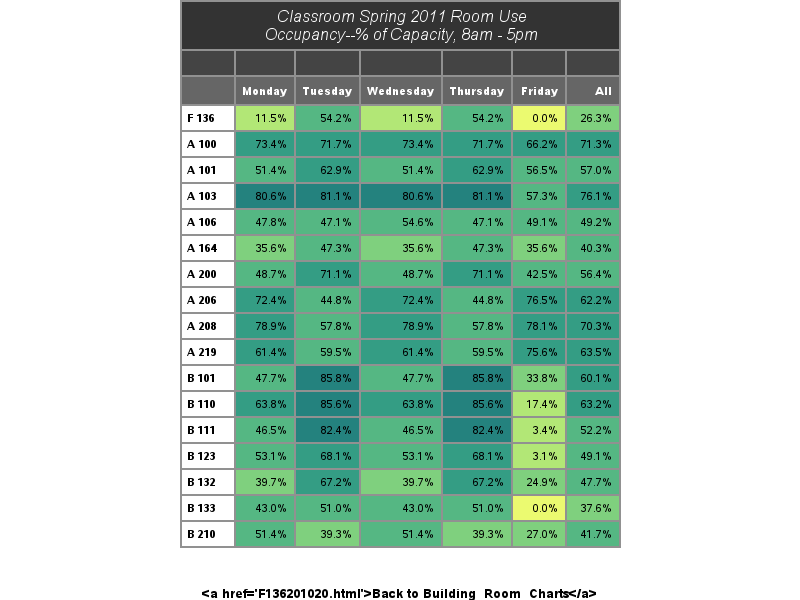 Classroom Spring 2011 Room Use
Occupancy--% of Capacity, 8am - 5pm
Monday Tuesday Wednesday Thursday Friday All
F 136 11.5% 54.2% 11.5% 54.2% 0.0% 26.3%
A 100 73.4% 71.7% 73.4% 71.7% 66.2% 71.3%
A 101 51.4% 62.9% 51.4% 62.9% 56.5% 57.0%
A 103 80.6% 81.1% 80.6% 81.1% 57.3% 76.1%
A 106 47.8% 47.1% 54.6% 47.1% 49.1% 49.2%
A 164 35.6% 47.3% 35.6% 47.3% 35.6% 40.3%
A 200 48.7% 71.1% 48.7% 71.1% 42.5% 56.4%
A 206 72.4% 44.8% 72.4% 44.8% 76.5% 62.2%
A 208 78.9% 57.8% 78.9% 57.8% 78.1% 70.3%
A 219 61.4% 59.5% 61.4% 59.5% 75.6% 63.5%
B 101 47.7% 85.8% 47.7% 85.8% 33.8% 60.1%
B 110 63.8% 85.6% 63.8% 85.6% 17.4% 63.2%
B 111 46.5% 82.4% 46.5% 82.4% 3.4% 52.2%
B 123 53.1% 68.1% 53.1% 68.1% 3.1% 49.1%
B 132 39.7% 67.2% 39.7% 67.2% 24.9% 47.7%
B 133 43.0% 51.0% 43.0% 51.0% 0.0% 37.6%
B 210 51.4% 39.3% 51.4% 39.3% 27.0% 41.7%
<a href='F136201020.html'>Back to Building_Room_Charts</a>